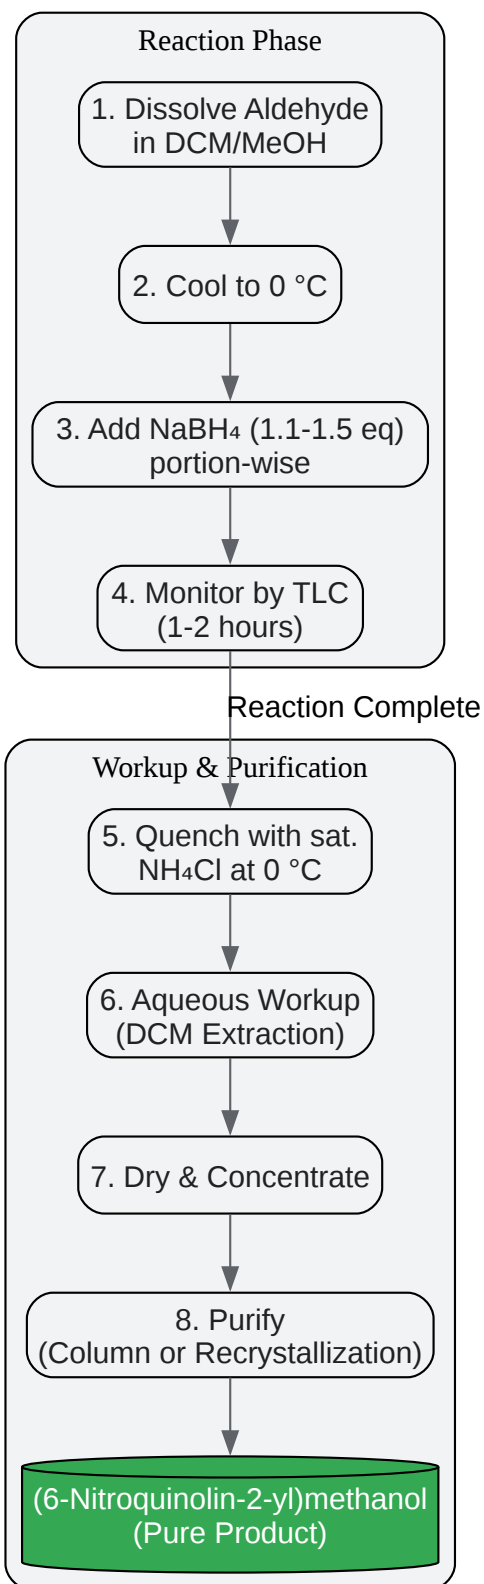 Reaction Phase
1. Dissolve Aldehyde
in DCM/MeOH
2. Cool to 0 °C
3. Add NaBH₄ (1.1-1.5 eq)
portion-wise
4. Monitor by TLC
(1-2 hours)
Reaction Complete
Workup & Purification
5. Quench with sat.
NH₄Cl at 0 °C
6. Aqueous Workup
(DCM Extraction)
7. Dry & Concentrate
8. Purify
(Column or Recrystallization)
(6-Nitroquinolin-2-yl)methanol
(Pure Product)